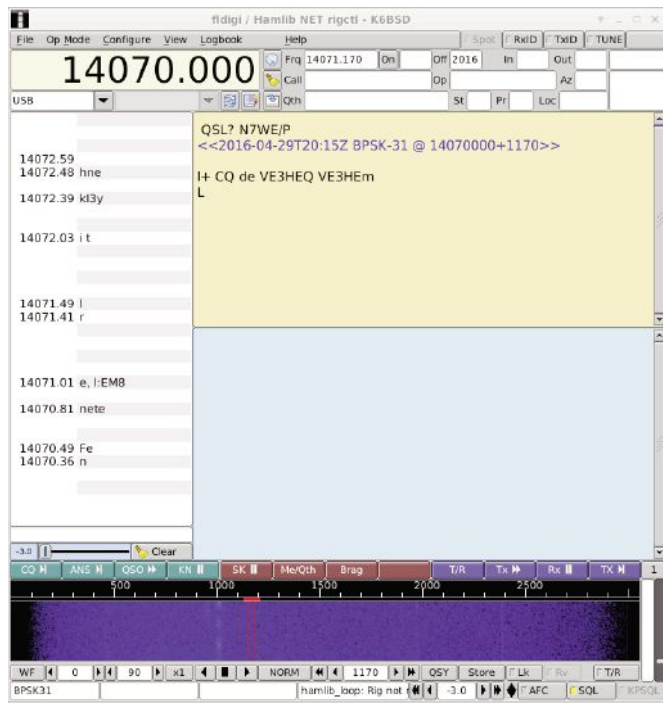 fldigi / Hamlib NET rigctl - K6BSD
File Op Mode Configure View Logbook Help Spot RxID TxID TUNE
14070.000
Frq 14071.170 On Off 2016 In Out
Call Op Az
Qth St Pr Loc
USB
QSL? N7WE/P
<<2016-04-29T20:15Z BPSK-31 @ 14070000+1170>>
I+ CQ de VE3HEQ VE3HEm
L
14072.59
14072.48 hne
14072.39 kI3y
14072.03 i t
14071.49 l
14071.41 r
14071.01 e, l:EM8
14070.81 nete
14070.49 Fe
14070.36 n
-3.0 Clear
CQ ANS QSO KN SK Me/Qth Brag T/R Tx Rx TX 1
500 1000 1500 2000 2500
WF 0 90 x1 NORM 1170 QSY Store Lk Rv T/R
BPSK31 hamlib_loop: Rig not -3.0 AFC SQL KPSQL